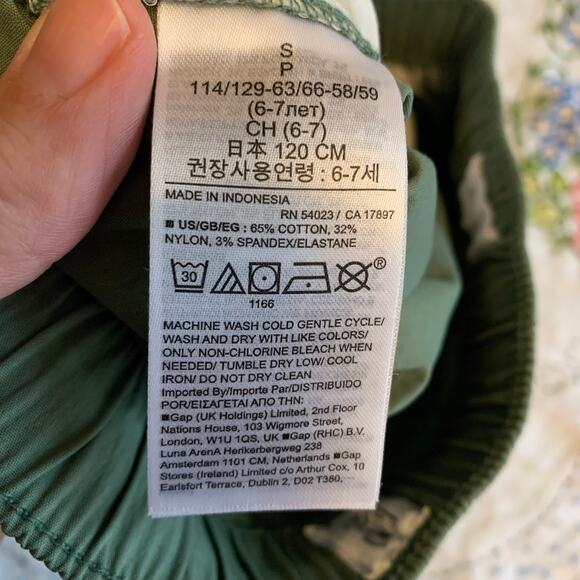 S
P
114/129-63/66-58/59
(6-7лет)
CH (6-7)
日本 120 CM
권장사용연령 : 6-7세
MADE IN INDONESIA
RN 54023 / CA 17897
■ US/GB/EG : 65% COTTON, 32%
NYLON, 3% SPANDEX/ELASTANE
30
®
1166
MACHINE WASH COLD GENTLE CYCLE/
WASH AND DRY WITH LIKE COLORS/
ONLY NON-CHLORINE BLEACH WHEN
NEEDED/ TUMBLE DRY LOW/ COOL
IRON/ DO NOT DRY CLEAN
Imported By/Importe Par/DISTRIBUIDO
POR/ΕΙΣΑΓΕΤΑΙ ΑΠΟ ΤΗΝ:
■Gap (UK Holdings) Limited, 2nd Floor
Nations House, 103 Wigmore Street,
London, W1U 1QS, UK ■Gap (RHC) B.V.
Luna ArenA Herikerbergweg 238
Amsterdam 1101 CM, Netherlands ■Gap
Stores (Ireland) Limited c/o Arthur Cox, 10
Earlsfort Terrace, Dublin 2, D02 T380,